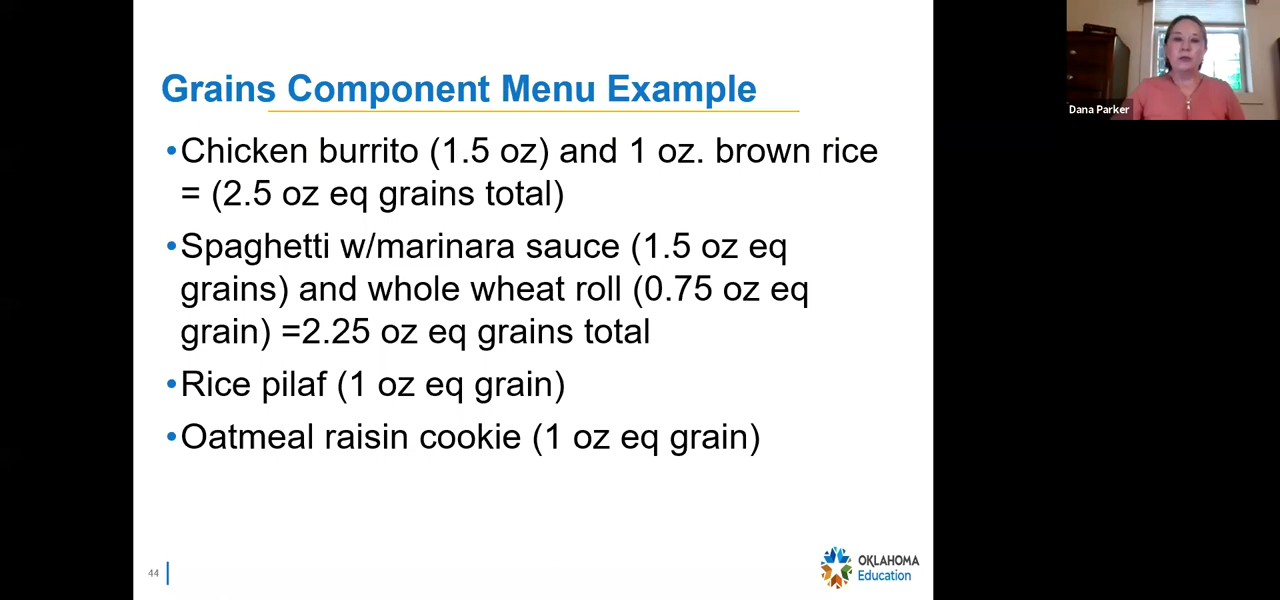 Grains Component Menu Example
•Chicken burrito (1.5 oz) and 1 oz. brown rice
= (2.5 oz eq grains total)
•Spaghetti w/marinara sauce (1.5 oz eq
grains) and whole wheat roll (0.75 oz eq
grain) =2.25 oz eq grains total
•Rice pilaf (1 oz eq grain)
•Oatmeal raisin cookie (1 oz eq grain)
44
OKLAHOMA
Education
Dana Parker